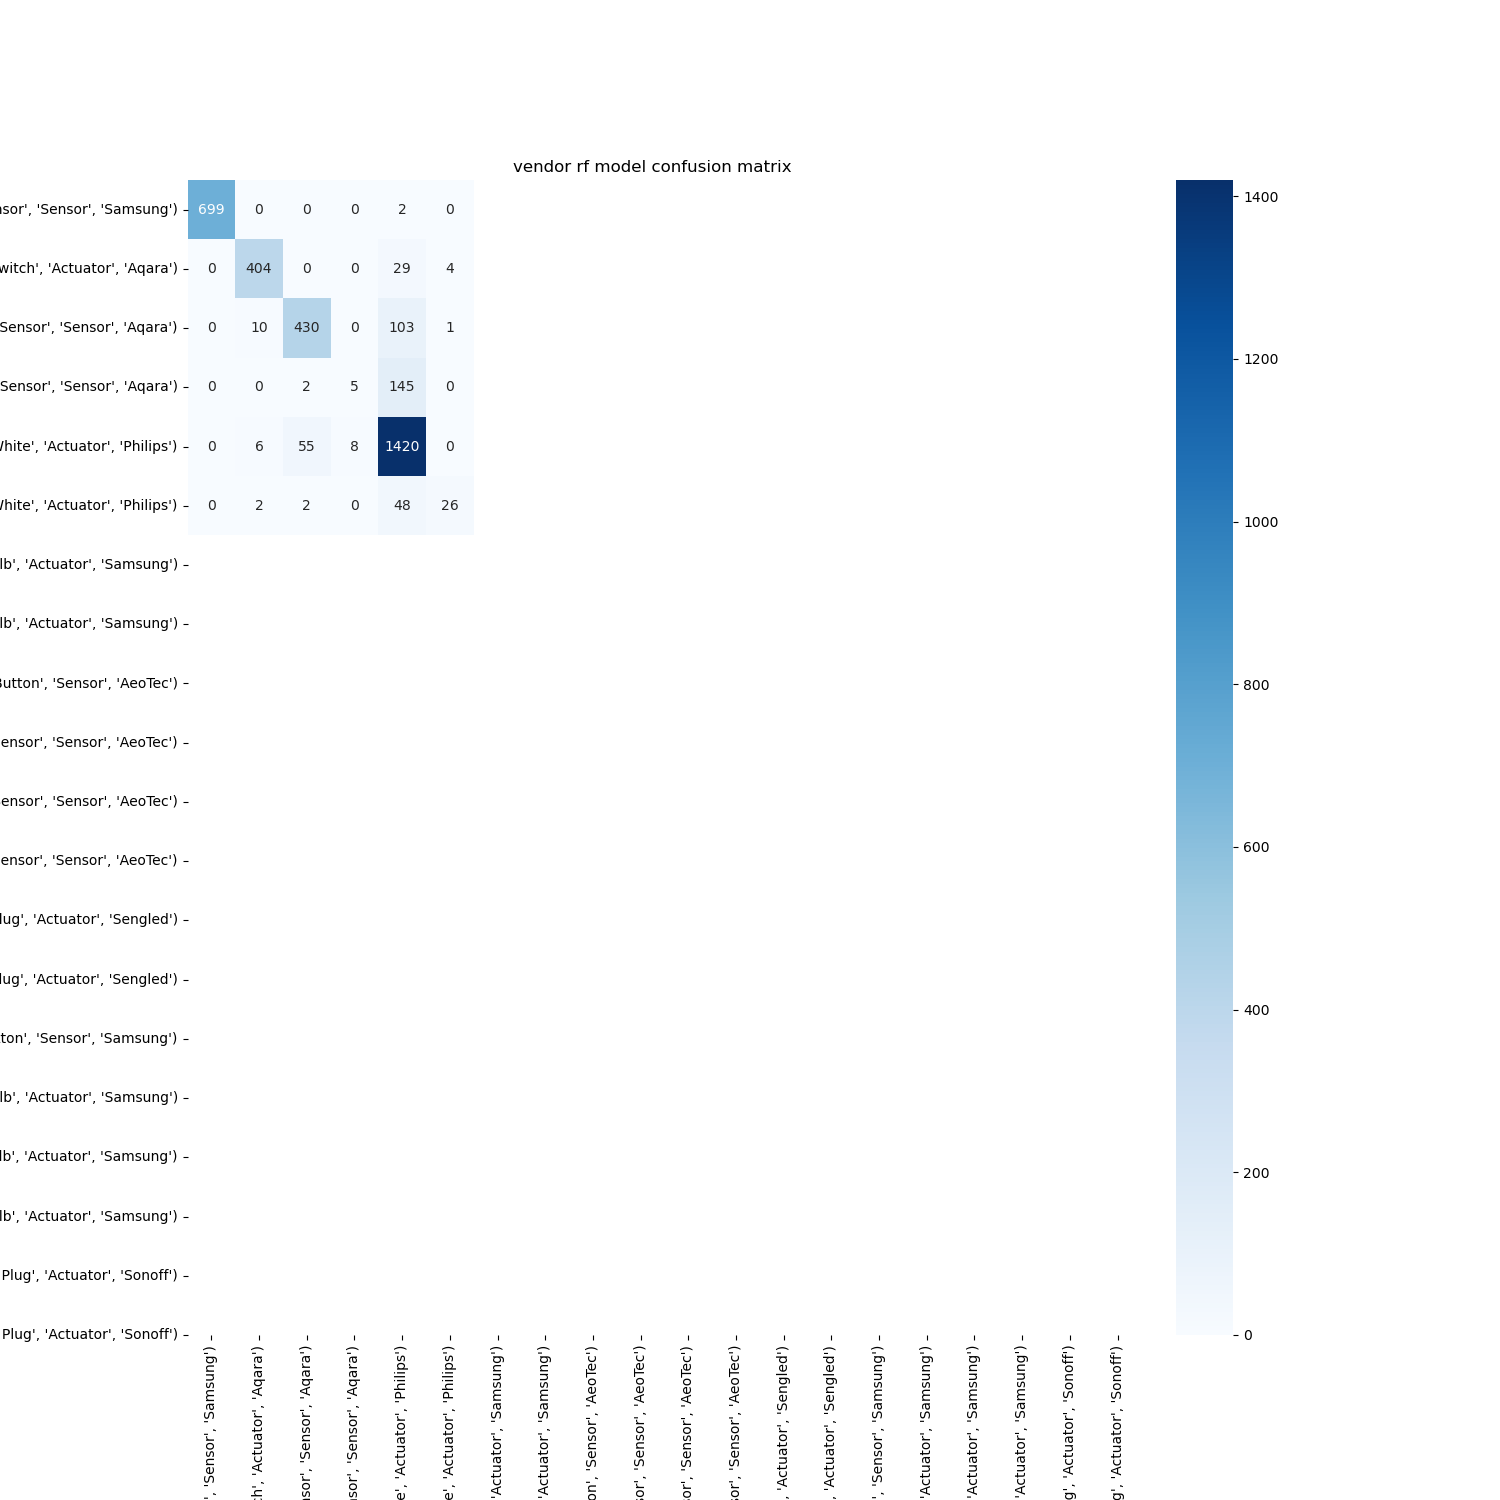 vendor rf model confusion matrix
'Sensor', 'Samsung') 699 0 0 0 2 0
'Actuator', 'Aqara') 0 404 0 0 29 4
Sensor', 'Sensor', 'Aqara') 0 10 430 0 103 1
Sensor', 'Sensor', 'Aqara') 0 0 2 5 145 0
'Actuator', 'Philips') 0 6 55 8 1420 0
'Actuator', 'Philips') 0 2 2 0 48 26
lb', 'Actuator', 'Samsung')
lb', 'Actuator', 'Samsung')
Button', 'Sensor', 'AeoTec')
ensor', 'Sensor', 'AeoTec')
ensor', 'Sensor', 'AeoTec')
ensor', 'Sensor', 'AeoTec')
lug', 'Actuator', 'Sengled')
lug', 'Actuator', 'Sengled')
ton', 'Sensor', 'Samsung')
lb', 'Actuator', 'Samsung')
lb', 'Actuator', 'Samsung')
lb', 'Actuator', 'Samsung')
Plug', 'Actuator', 'Sonoff')
Plug', 'Actuator', 'Sonoff')
1400
1200
1000
800
600
400
200
0
', 'Sensor', 'Samsung')
ch', 'Actuator', 'Aqara')
nsor', 'Sensor', 'Aqara')
nsor', 'Sensor', 'Aqara')
e', 'Actuator', 'Philips')
e', 'Actuator', 'Philips')
'Actuator', 'Samsung')
'Actuator', 'Samsung')
on', 'Sensor', 'AeoTec')
sor', 'Sensor', 'AeoTec')
sor', 'Sensor', 'AeoTec')
sor', 'Sensor', 'AeoTec')
', 'Actuator', 'Sengled')
', 'Actuator', 'Sengled')
', 'Sensor', 'Samsung')
'Actuator', 'Samsung')
'Actuator', 'Samsung')
'Actuator', 'Samsung')
g', 'Actuator', 'Sonoff')
g', 'Actuator', 'Sonoff')